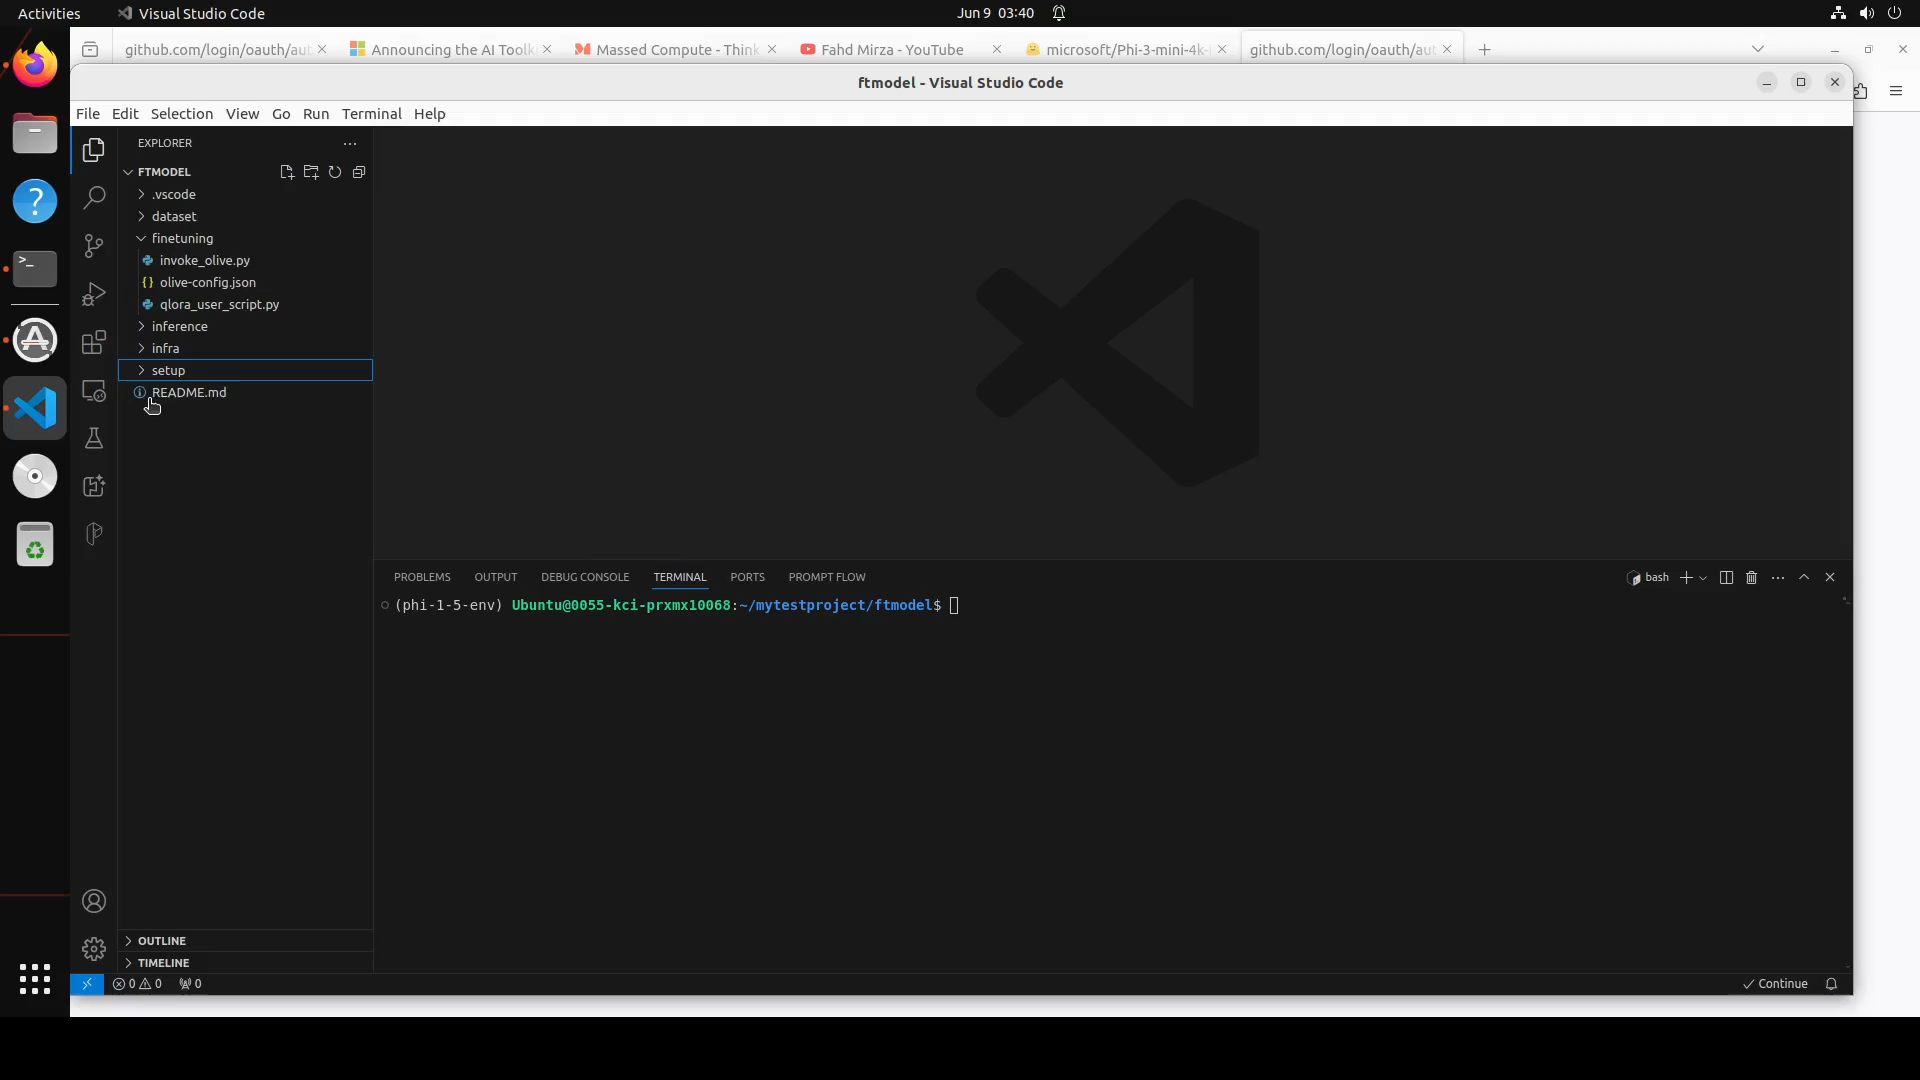 Activities
Visual Studio Code
Jun 9 03:40
github.com/login/oauth/aut
Announcing the AI Toolki
Massed Compute - Think
Fahd Mirza - YouTube
microsoft/Phi-3-mini-4k-
github.com/login/oauth/aut
ftmodel - Visual Studio Code
File Edit Selection View Go Run Terminal Help
EXPLORER
FTMODEL
.vscode
dataset
finetuning
invoke_olive.py
olive-config.json
qlora_user_script.py
inference
infra
setup
README.md
PROBLEMS OUTPUT DEBUG CONSOLE TERMINAL PORTS PROMPT FLOW
bash
(phi-1-5-env) Ubuntu@0055-kci-prxmx10068:~/mytestproject/ftmodel$
OUTLINE
TIMELINE
0 0 0
Continue